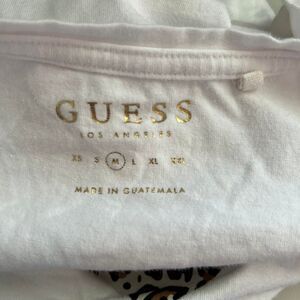 GUESS
LOS ANGELES
XS S M L XL XXL
MADE IN GUATEMALA